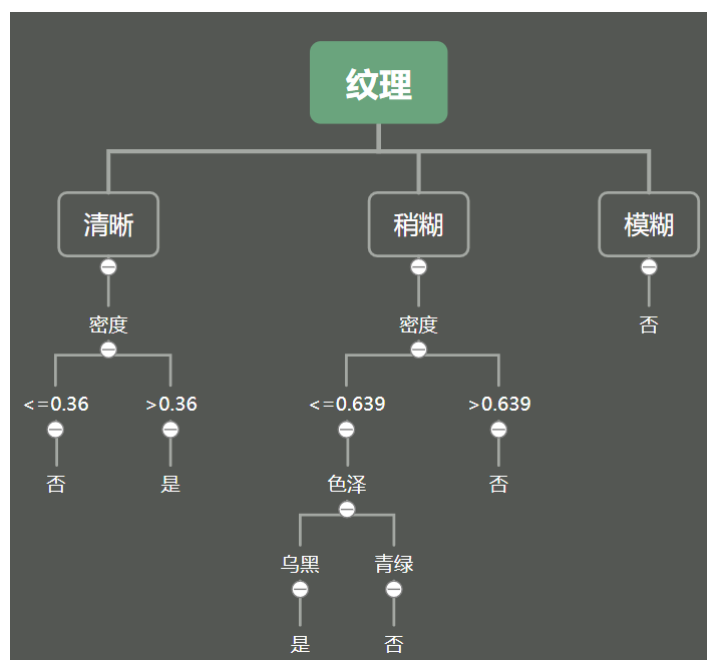 纹理
清晰
稍糊
模糊
密度
密度
否
<=0.36
>0.36
<=0.639
>0.639
否
是
色泽
否
乌黑
青绿
是
否